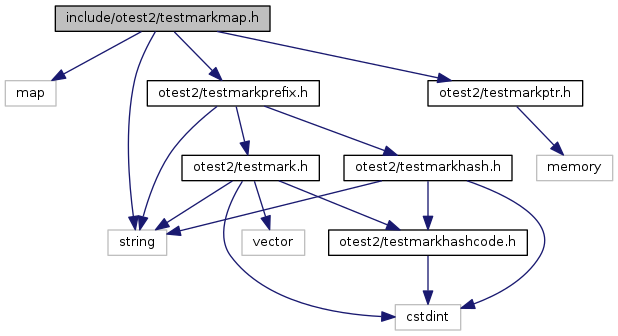 include/otest2/testmarkmap.h
map
otest2/testmarkprefix.h
otest2/testmarkptr.h
otest2/testmark.h
otest2/testmarkhash.h
memory
string
vector
otest2/testmarkhashcode.h
cstdint